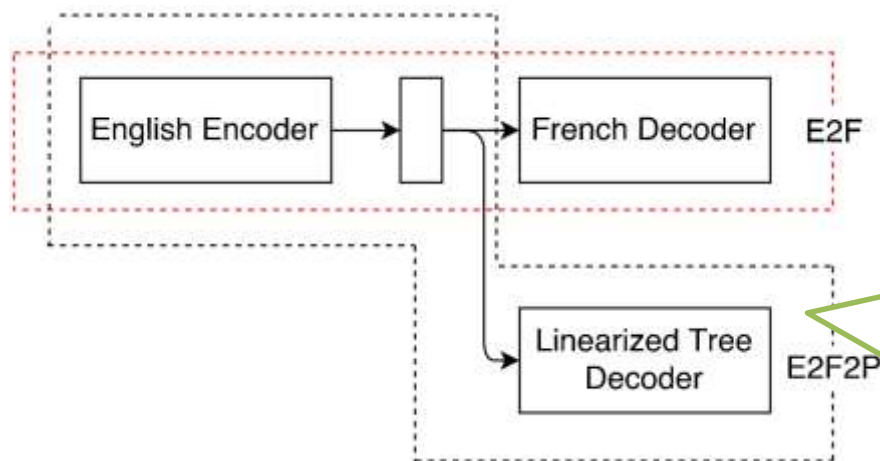 English Encoder
French Decoder
E2F
Linearized Tree
Decoder
E2F2P